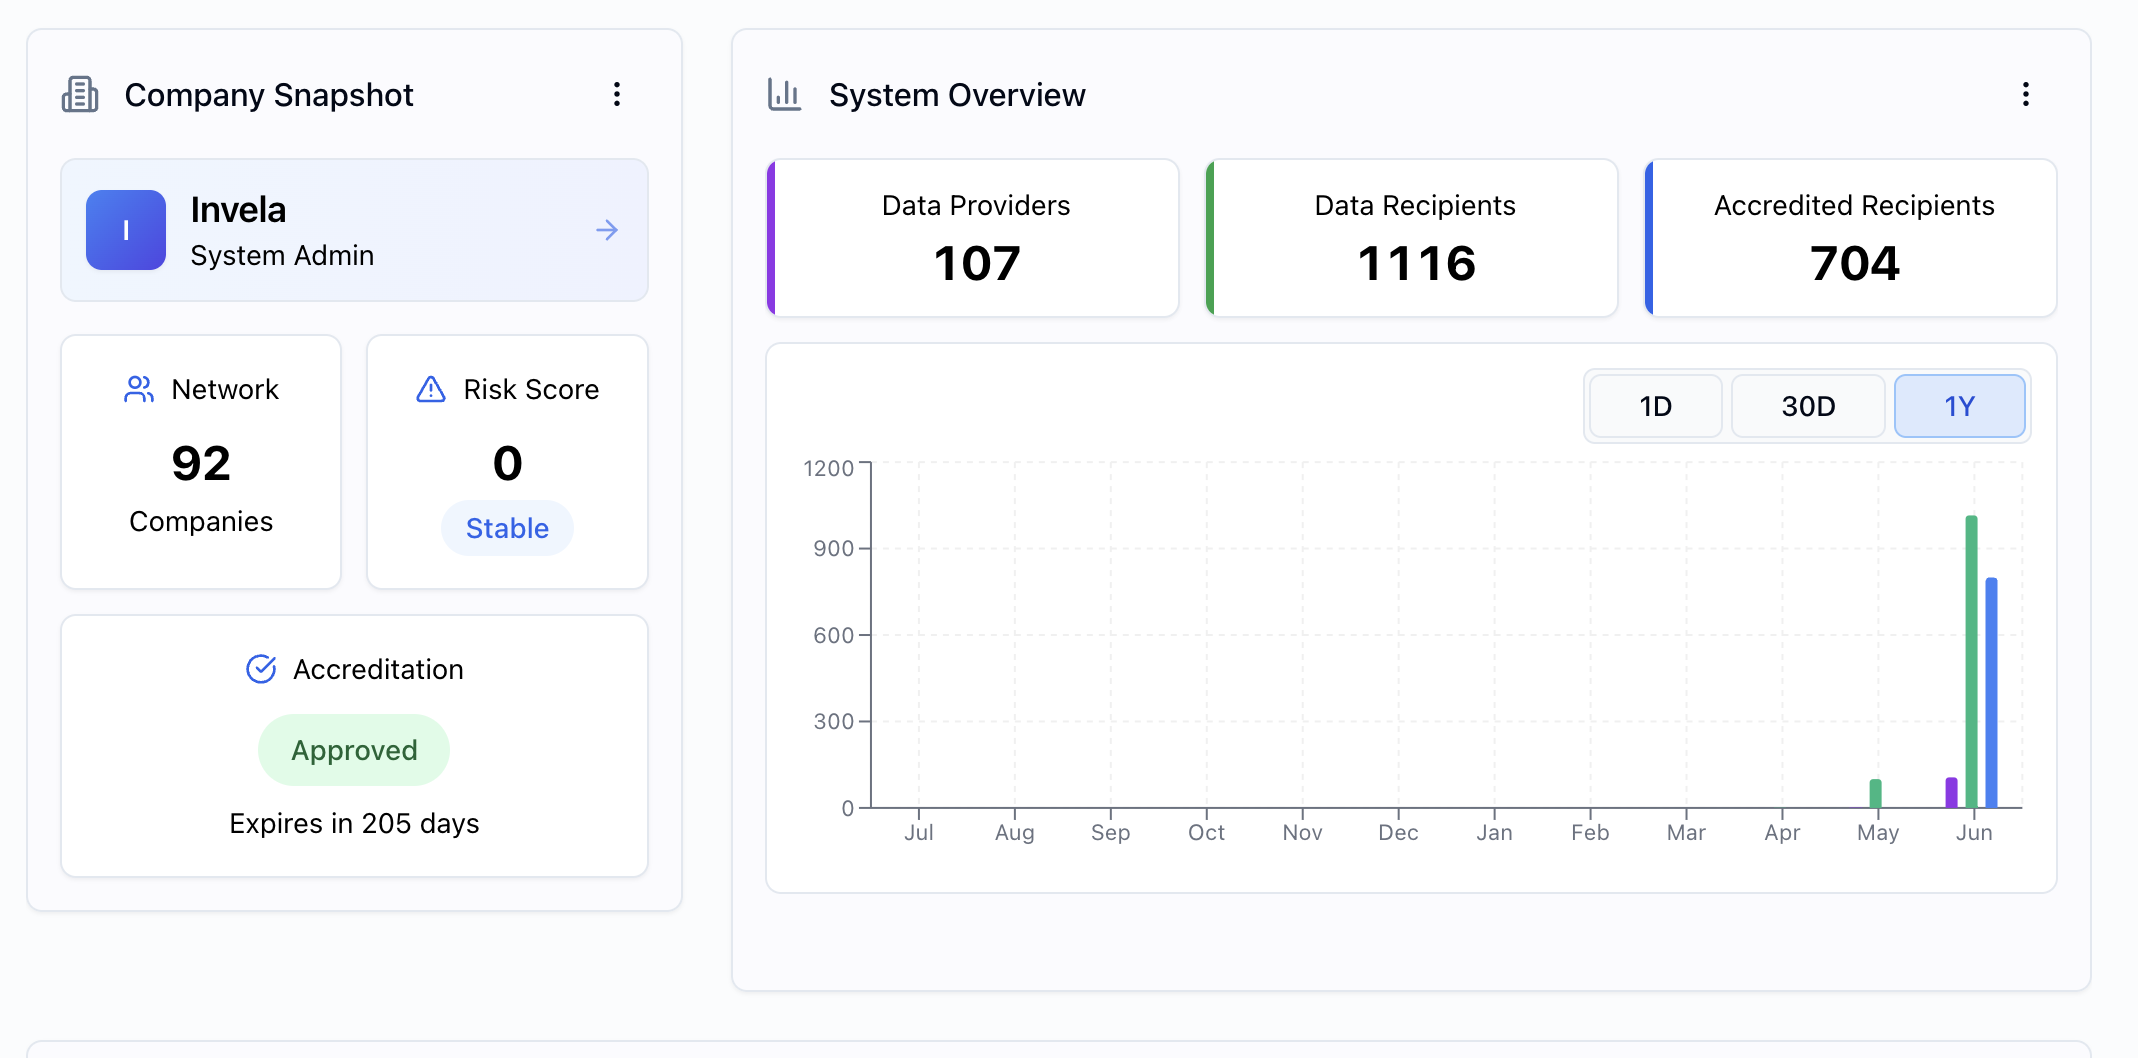 Company Snapshot
I
Invela
System Admin
Network
92
Companies
Risk Score
0
Stable
Accreditation
Approved
Expires in 205 days
System Overview
Data Providers
107
Data Recipients
1116
Accredited Recipients
704
1D
30D
1Y
1200
900
600
300
0
Jul
Aug
Sep
Oct
Nov
Dec
Jan
Feb
Mar
Apr
May
Jun